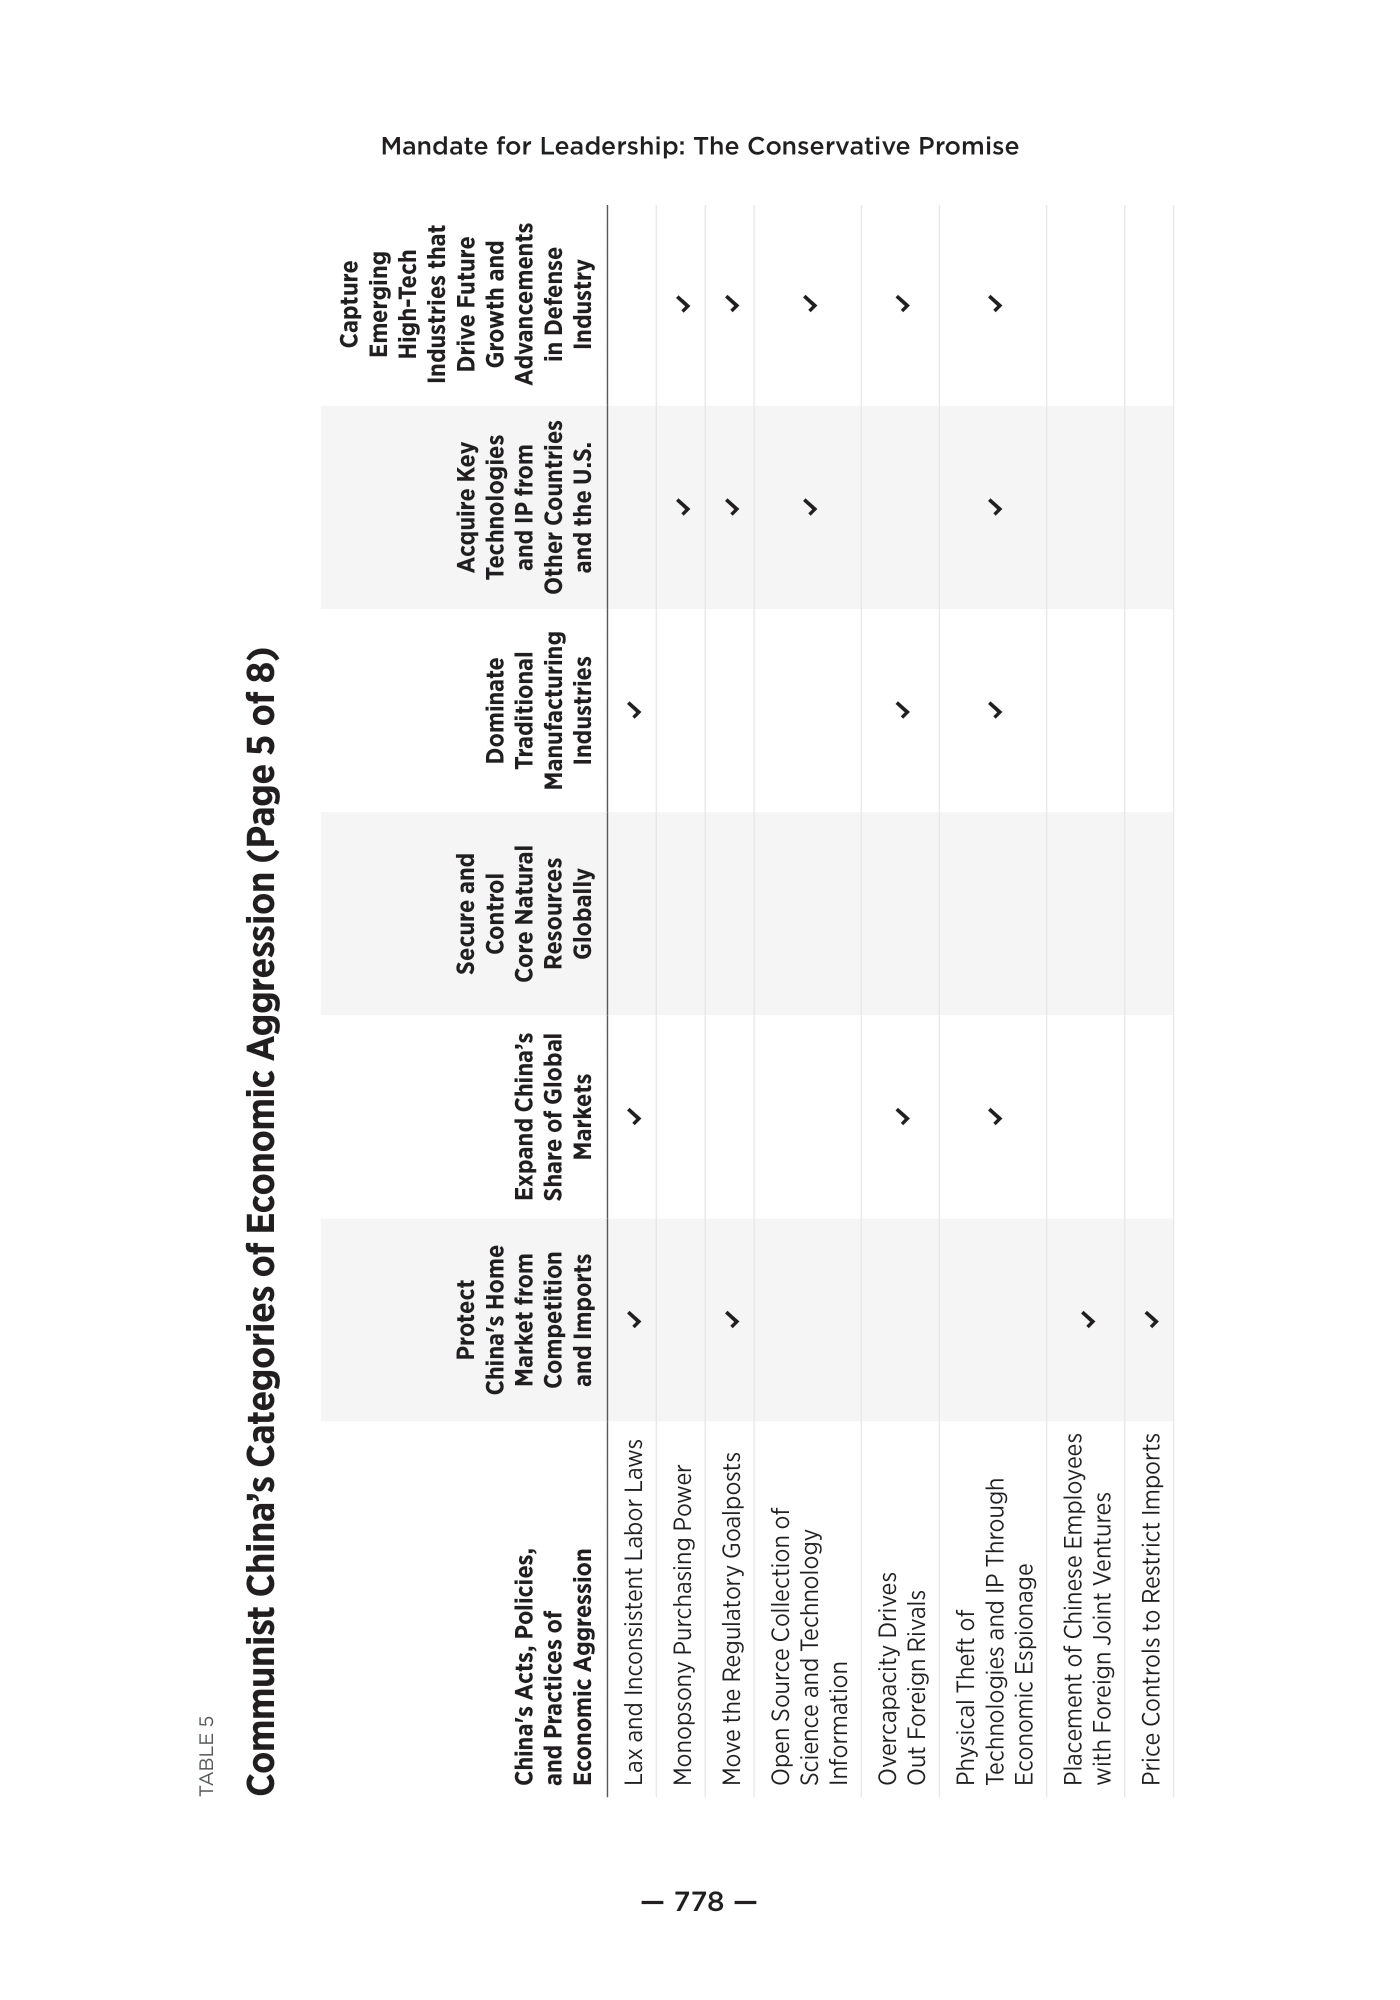 Mandate for Leadership: The Conservative Promise
TABLE 5
Communist China’s Categories of Economic Aggression (Page 5 of 8)
China’s Acts, Policies,
and Practices of
Economic Aggression
Protect
China’s Home
Market from
Competition
and Imports
Expand China’s
Share of Global
Markets
Secure and
Control
Core Natural
Resources
Globally
Dominate
Traditional
Manufacturing
Industries
Acquire Key
Technologies
and IP from
Other Countries
and the U.S.
Capture
Emerging
High-Tech
Industries that
Drive Future
Growth and
Advancements
in Defense
Industry
Lax and Inconsistent Labor Laws ✓ ✓ ✓
Monopsony Purchasing Power ✓ ✓
Move the Regulatory Goalposts ✓ ✓ ✓
Open Source Collection of
Science and Technology ✓ ✓
Information
Overcapacity Drives ✓ ✓ ✓
Out Foreign Rivals
Physical Theft of
Technologies and IP Through ✓ ✓ ✓ ✓
Economic Espionage
Placement of Chinese Employees ✓
with Foreign Joint Ventures
Price Controls to Restrict Imports ✓
— 778 —